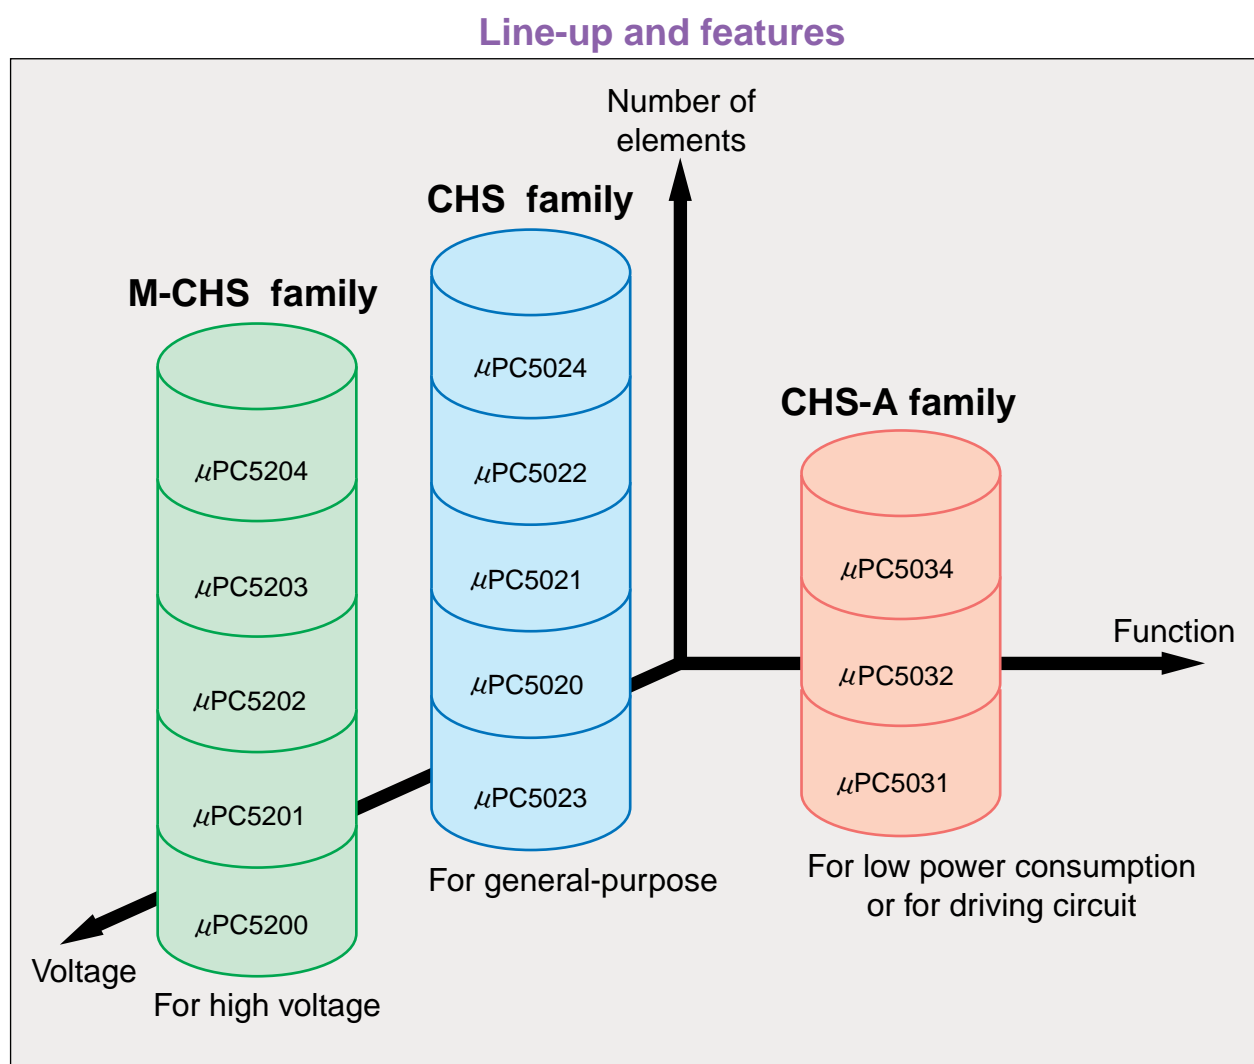 Line-up and features
Number of
elements
CHS family
M-CHS family
CHS-A family
μPC5024
μPC5022
μPC5021
μPC5020
μPC5023
μPC5204
μPC5203
μPC5202
μPC5201
μPC5200
μPC5034
μPC5032
μPC5031
Function
For general-purpose
For low power consumption
or for driving circuit
Voltage
For high voltage